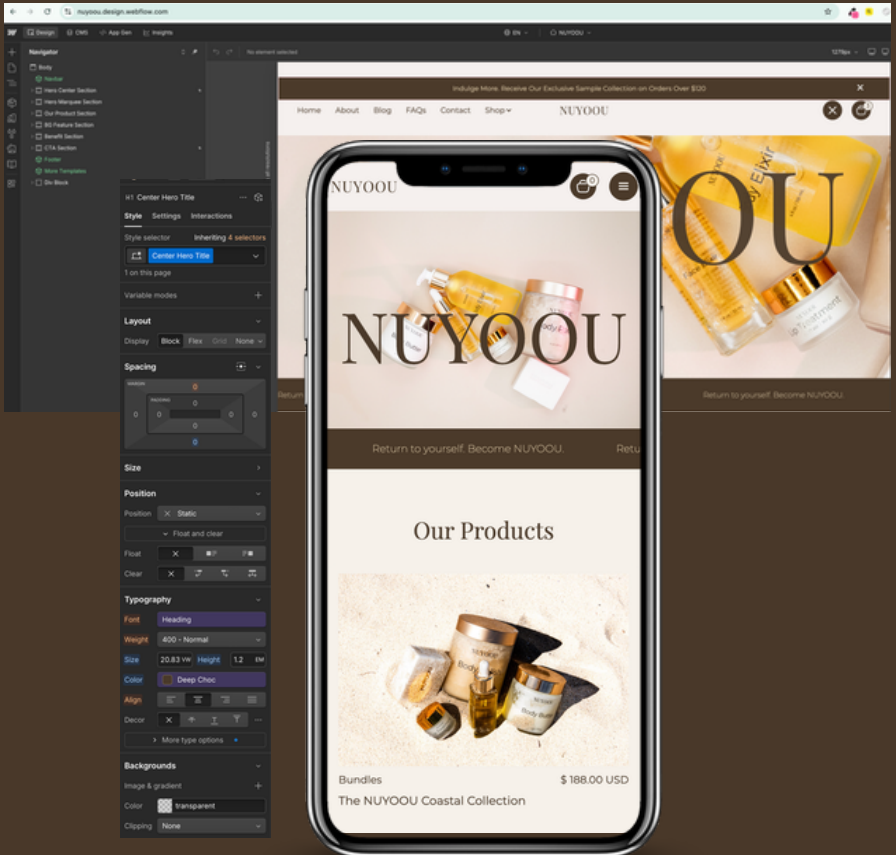 nuyoou.design.webflow.com
Design CMS App Gen Insights
EN NUYOOU
Navigator
No element selected
1279px
Body
Navbar
Hero Center Section
Hero Marquee Section
Our Product Section
BG Feature Section
Benefit Section
CTA Section
Footer
More Templates
Div Block
Indulge More. Receive Our Exclusive Sample Collection on Orders Over $120
Home About Blog FAQs Contact Shop NUYOOU
OU
Return
Return to yourself. Become NUYOOU.
H1 Center Hero Title
Style Settings Interactions
Style selector Inheriting 4 selectors
Center Hero Title
1 on this page
Variable modes
Layout
Display Block Flex Grid None
Spacing
MARGIN
0
PADDING
0
0 0 0 0
0
0
Size
Position
Position Static
Float and clear
Float
Clear
Typography
Font Heading
Weight 400 - Normal
Size 20.83 VW Height 1.2 EM
Color Deep Choc
Align
Decor
More type options
Backgrounds
Image & gradient
Color transparent
Clipping None
NUYOOU 0
NUYOOU
Return to yourself. Become NUYOOU. Retu
Our Products
Bundles $ 188.00 USD
The NUYOOU Coastal Collection